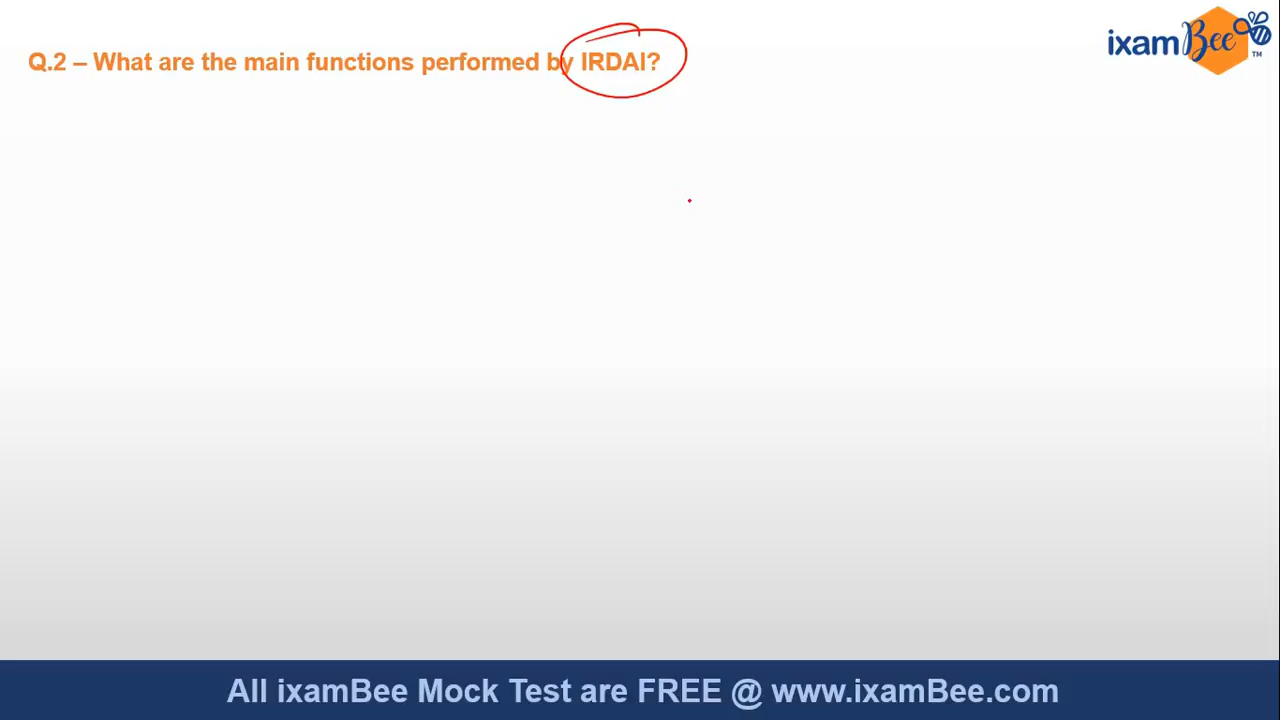 Q.2 – What are the main functions performed by IRDAI?
ixamBee
TM
All ixamBee Mock Test are FREE @ www.ixamBee.com